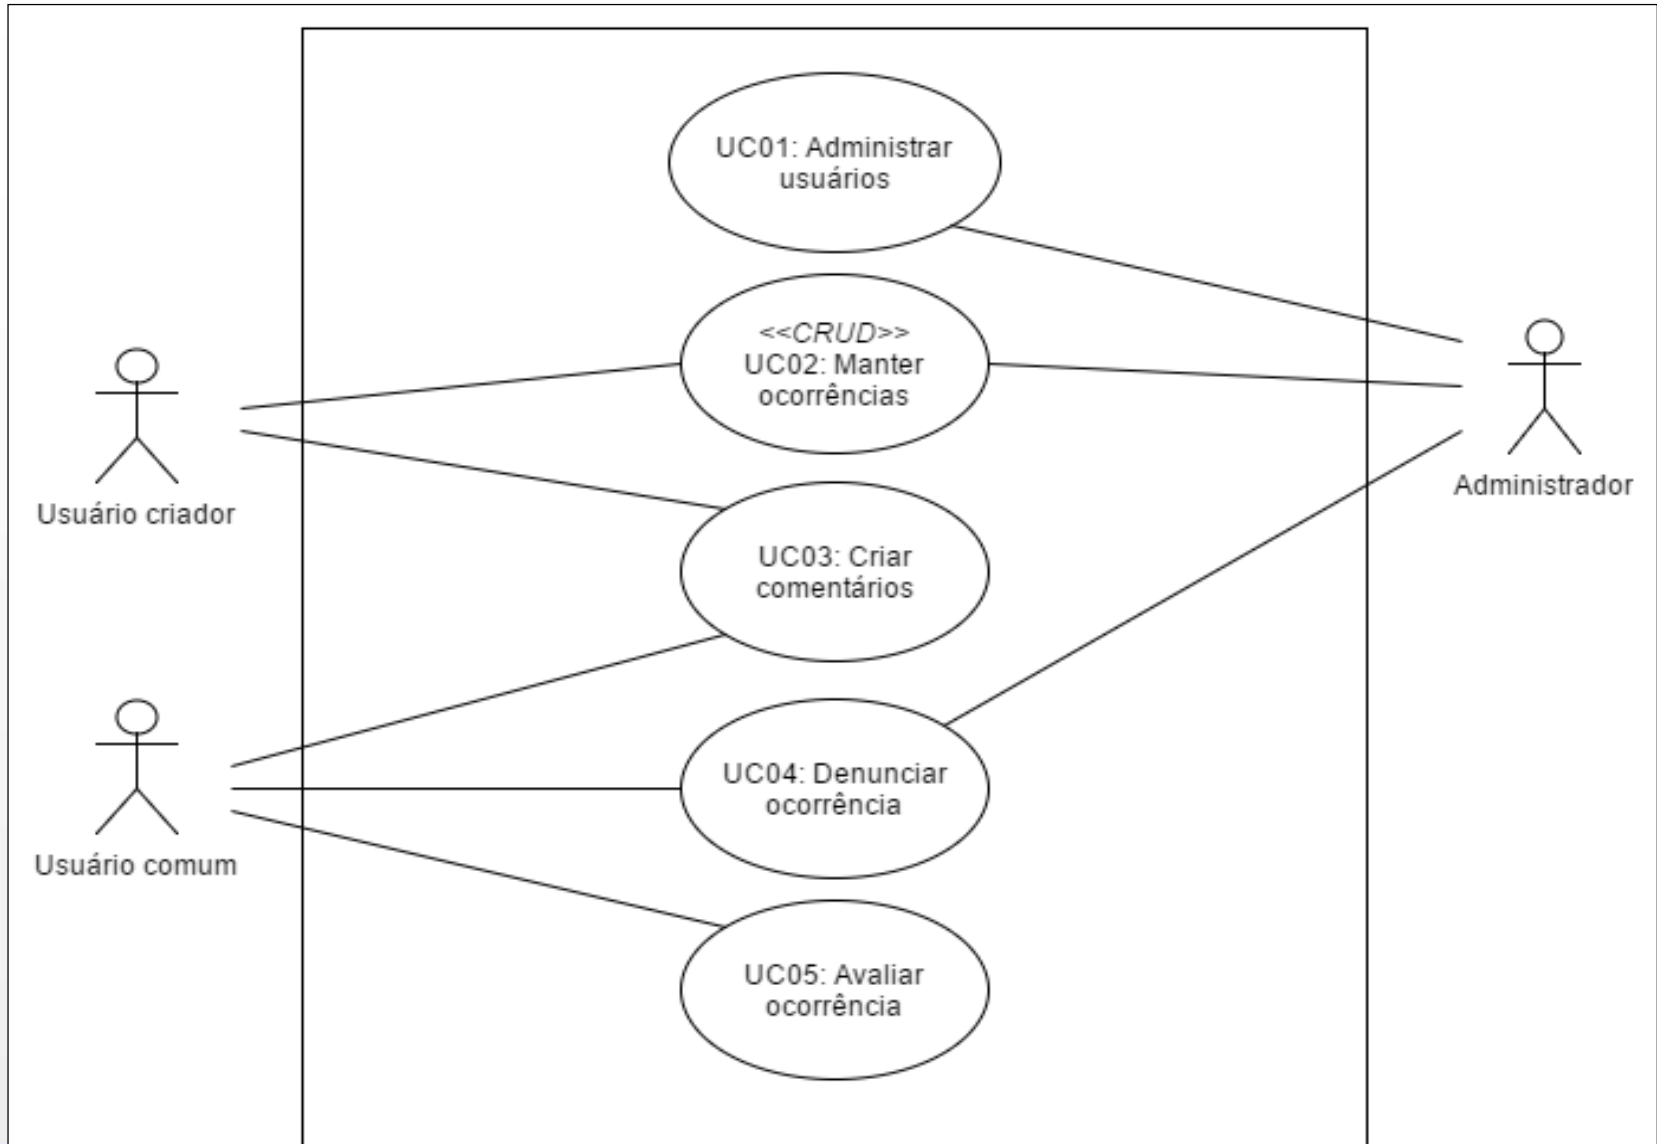 UC01: Administrar
usuários
<<CRUD>>
UC02: Manter
ocorrências
Usuário criador
Administrador
UC03: Criar
comentários
UC04: Denunciar
ocorrência
Usuário comum
UC05: Avaliar
ocorrência